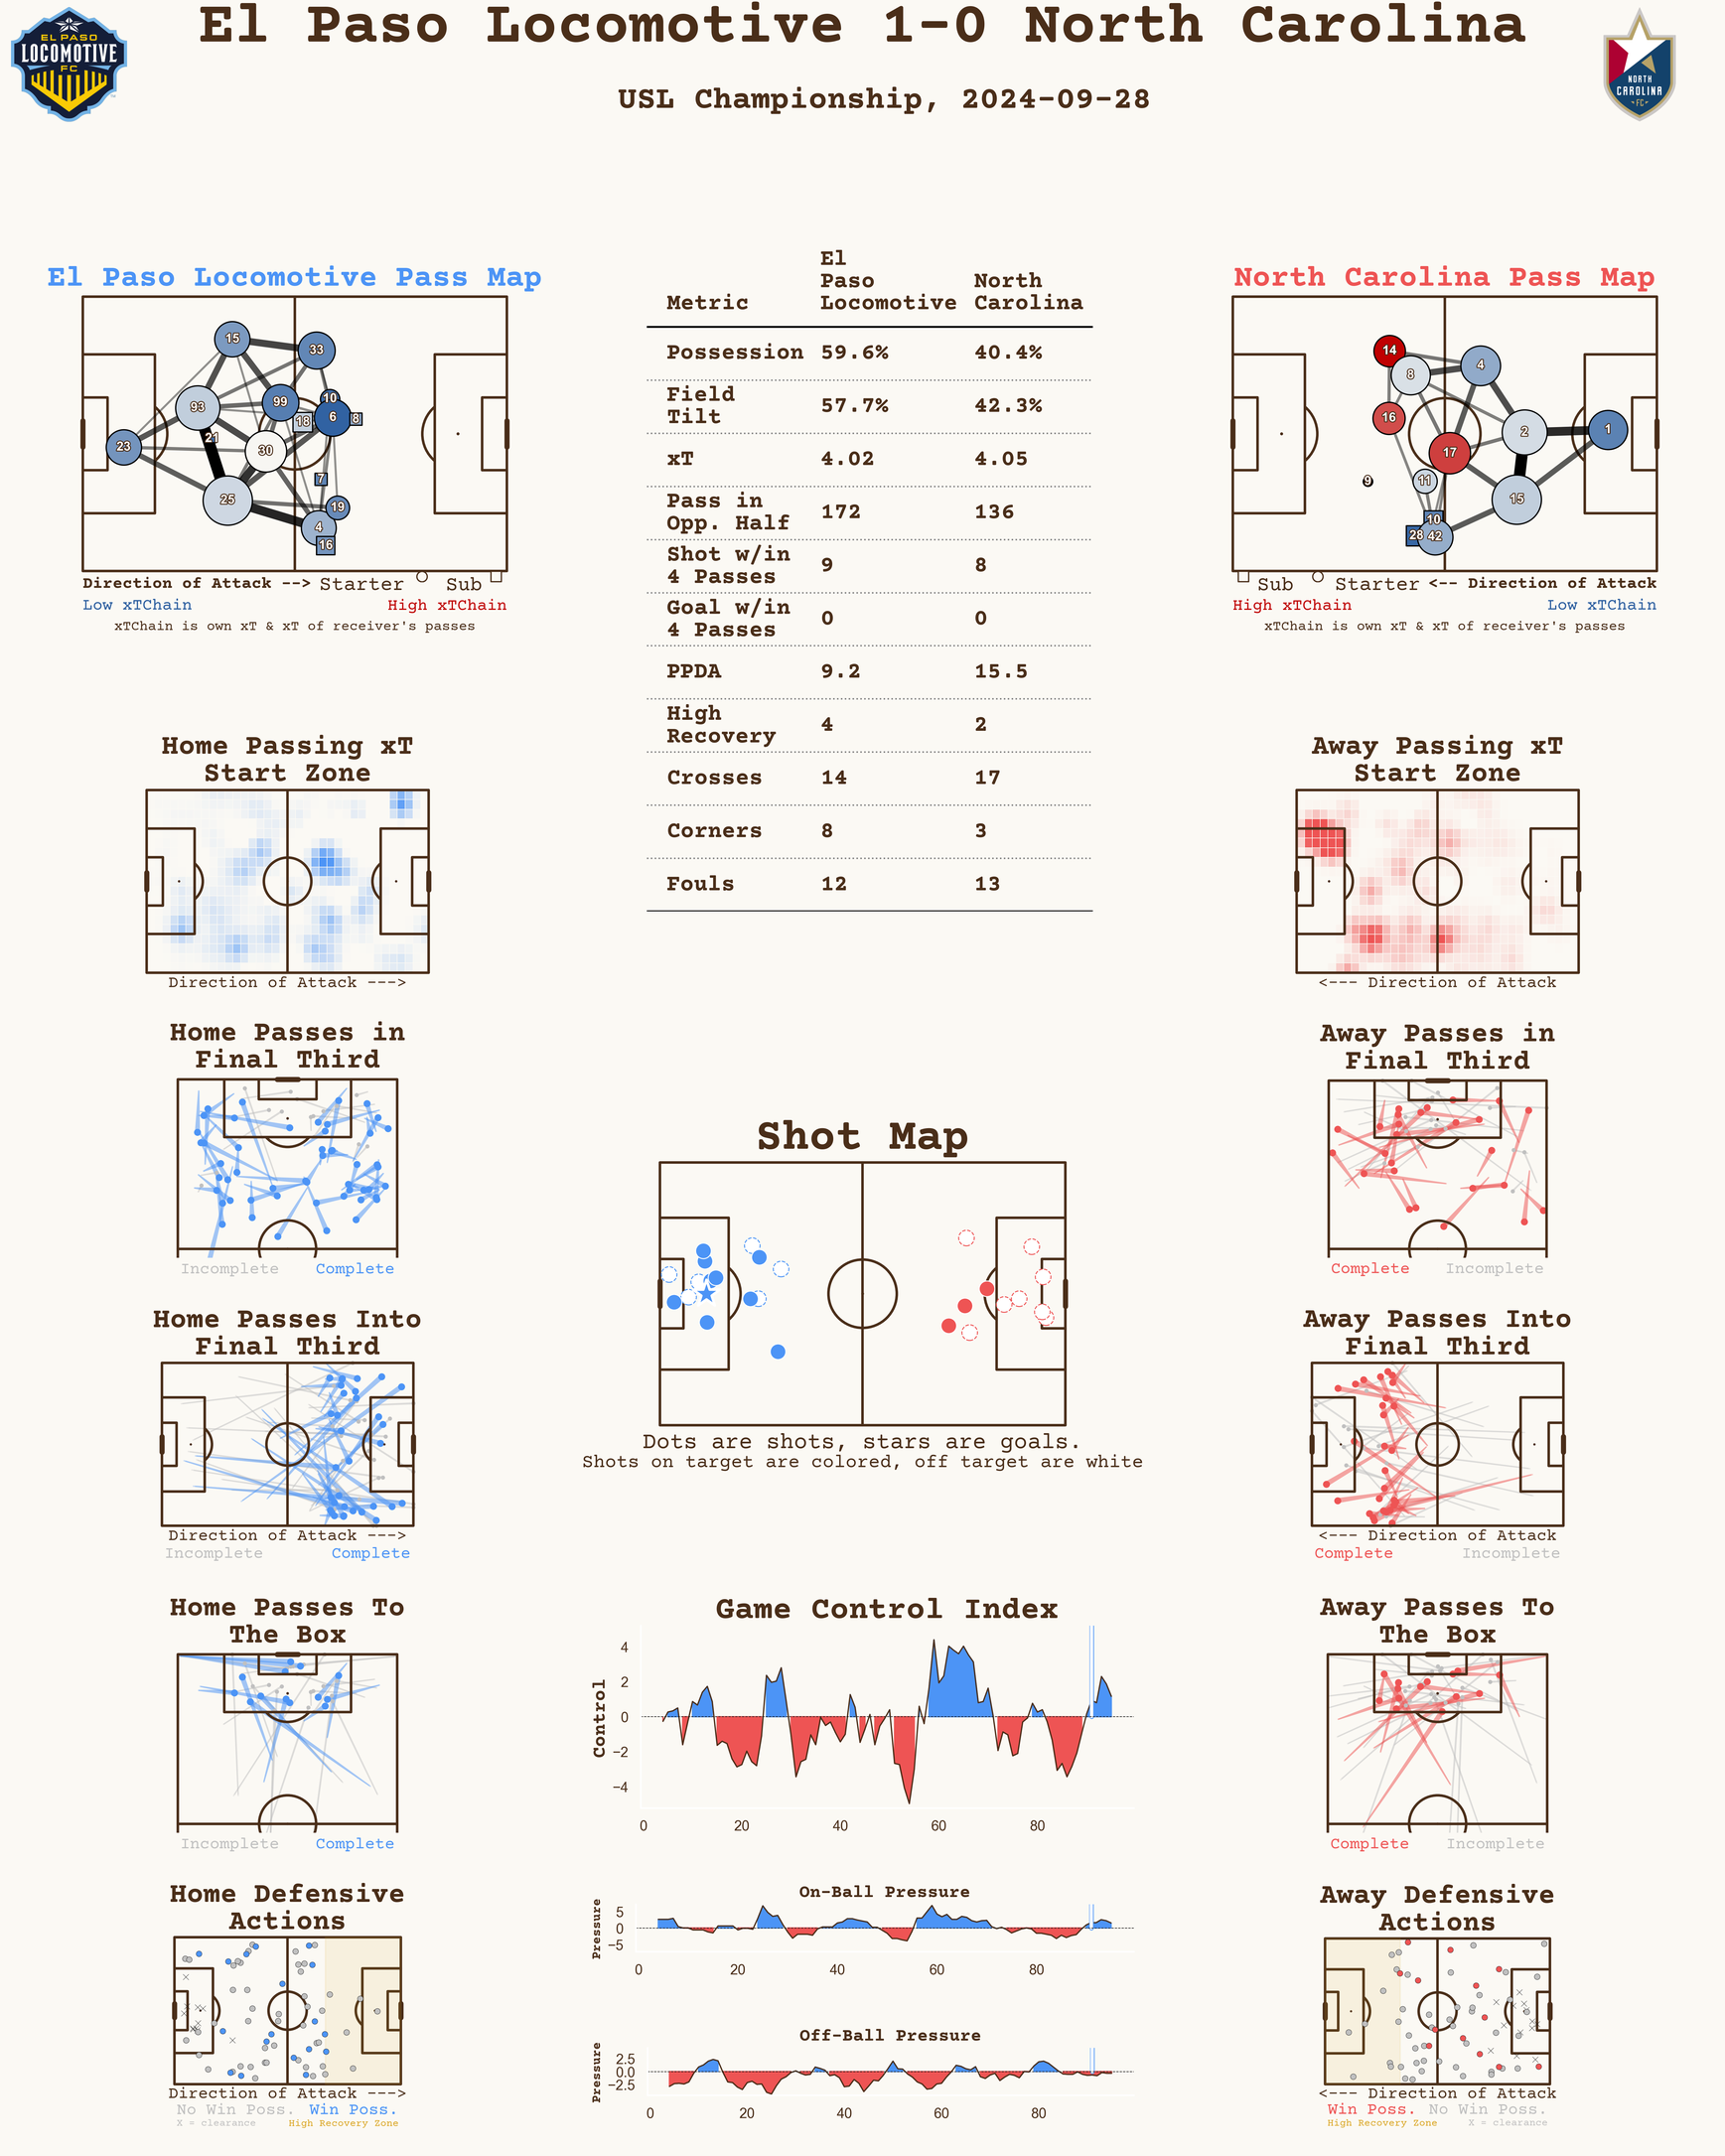 El Paso Locomotive 1-0 North Carolina
EL PASO
LOCOMOTIVE
FC
NORTH
CAROLINA
FC
USL Championship, 2024-09-28
El Paso Locomotive Pass Map
15
33
93
99
10
6
8
18
21
23
30
7
25
19
4
16
Direction of Attack --> Starter Sub
Low xTChain High xTChain
xTChain is own xT & xT of receiver's passes
El
Paso North
Metric Locomotive Carolina
Possession 59.6% 40.4%
Field
Tilt 57.7% 42.3%
xT 4.02 4.05
Pass in
Opp. Half 172 136
Shot w/in
4 Passes 9 8
Goal w/in
4 Passes 0 0
PPDA 9.2 15.5
High
Recovery 4 2
Crosses 14 17
Corners 8 3
Fouls 12 13
North Carolina Pass Map
14
4
8
16
2
1
17
9
11
15
10
28
42
Sub Starter <-- Direction of Attack
High xTChain Low xTChain
xTChain is own xT & xT of receiver's passes
Home Passing xT
Start Zone
Direction of Attack --->
Away Passing xT
Start Zone
<--- Direction of Attack
Home Passes in
Final Third
Incomplete Complete
Away Passes in
Final Third
Complete Incomplete
Shot Map
Dots are shots, stars are goals.
Shots on target are colored, off target are white
Home Passes Into
Final Third
Direction of Attack --->
Incomplete Complete
Away Passes Into
Final Third
<--- Direction of Attack
Complete Incomplete
Home Passes To
The Box
Incomplete Complete
Game Control Index
Control
4
2
0
−2
−4
0 20 40 60 80
Away Passes To
The Box
Complete Incomplete
Home Defensive
Actions
Direction of Attack --->
No Win Poss. Win Poss.
X = clearance High Recovery Zone
On-Ball Pressure
Pressure
5
0
−5
0 20 40 60 80
Off-Ball Pressure
Pressure
2.5
0.0
−2.5
0 20 40 60 80
Away Defensive
Actions
<--- Direction of Attack
Win Poss. No Win Poss.
High Recovery Zone X = clearance